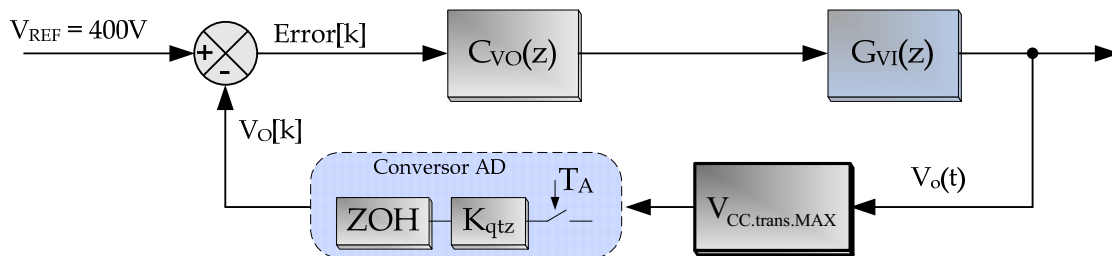 V_REF = 400V
+
-
Error[k]
C_VO(z)
G_VI(z)
V_O[k]
Conversor AD
T_A
ZOH
K_qtz
V_CC.trans.MAX
V_o(t)